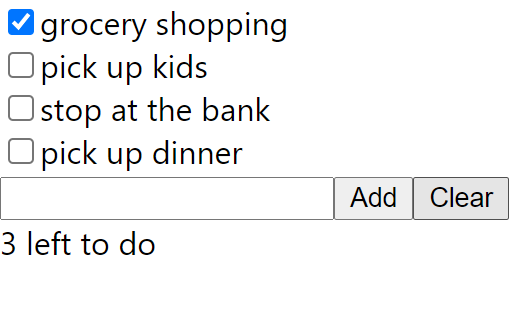 grocery shopping
pick up kids
stop at the bank
pick up dinner
Add Clear
3 left to do